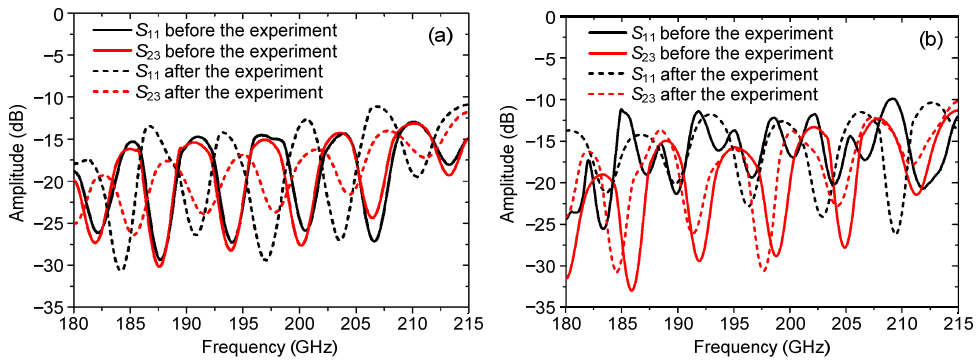 S11 before the experiment
S23 before the experiment
S11 after the experiment
S23 after the experiment
(a)
0
−5
−10
−15
−20
−25
−30
−35
Amplitude (dB)
180 185 190 195 200 205 210 215
Frequency (GHz)
S11 before the experiment
S23 before the experiment
S11 after the experiment
S23 after the experiment
(b)
0
−5
−10
−15
−20
−25
−30
−35
Amplitude (dB)
180 185 190 195 200 205 210 215
Frequency (GHz)